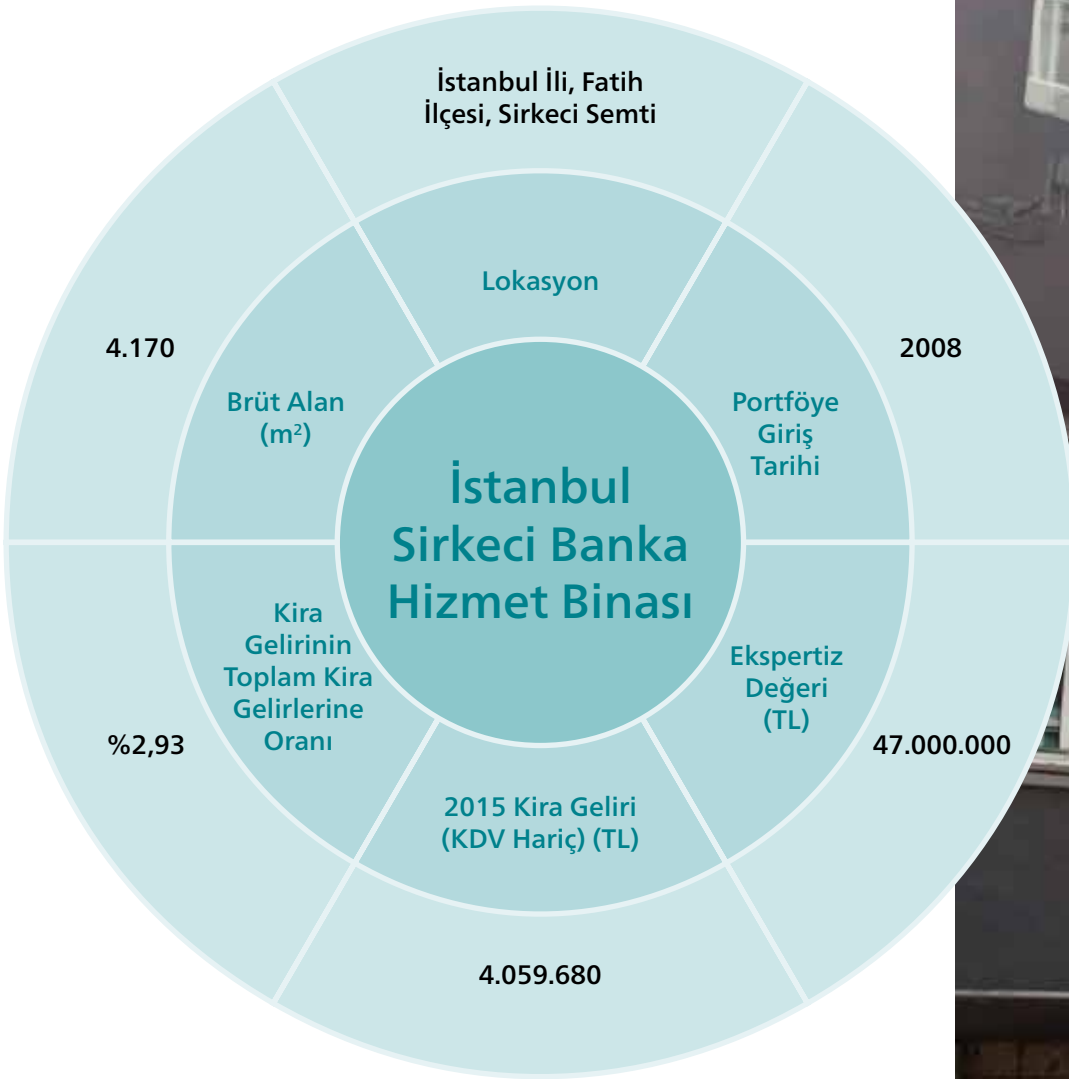 İstanbul İli, Fatih
İlçesi, Sirkeci Semti
Lokasyon
4.170
Brüt Alan
(m²)
2008
Portföye
Giriş
Tarihi
İstanbul
Sirkeci Banka
Hizmet Binası
Kira
Gelirinin
Toplam Kira
Gelirlerine
Oranı
%2,93
Ekspertiz
Değeri
(TL)
47.000.000
2015 Kira Geliri
(KDV Hariç) (TL)
4.059.680